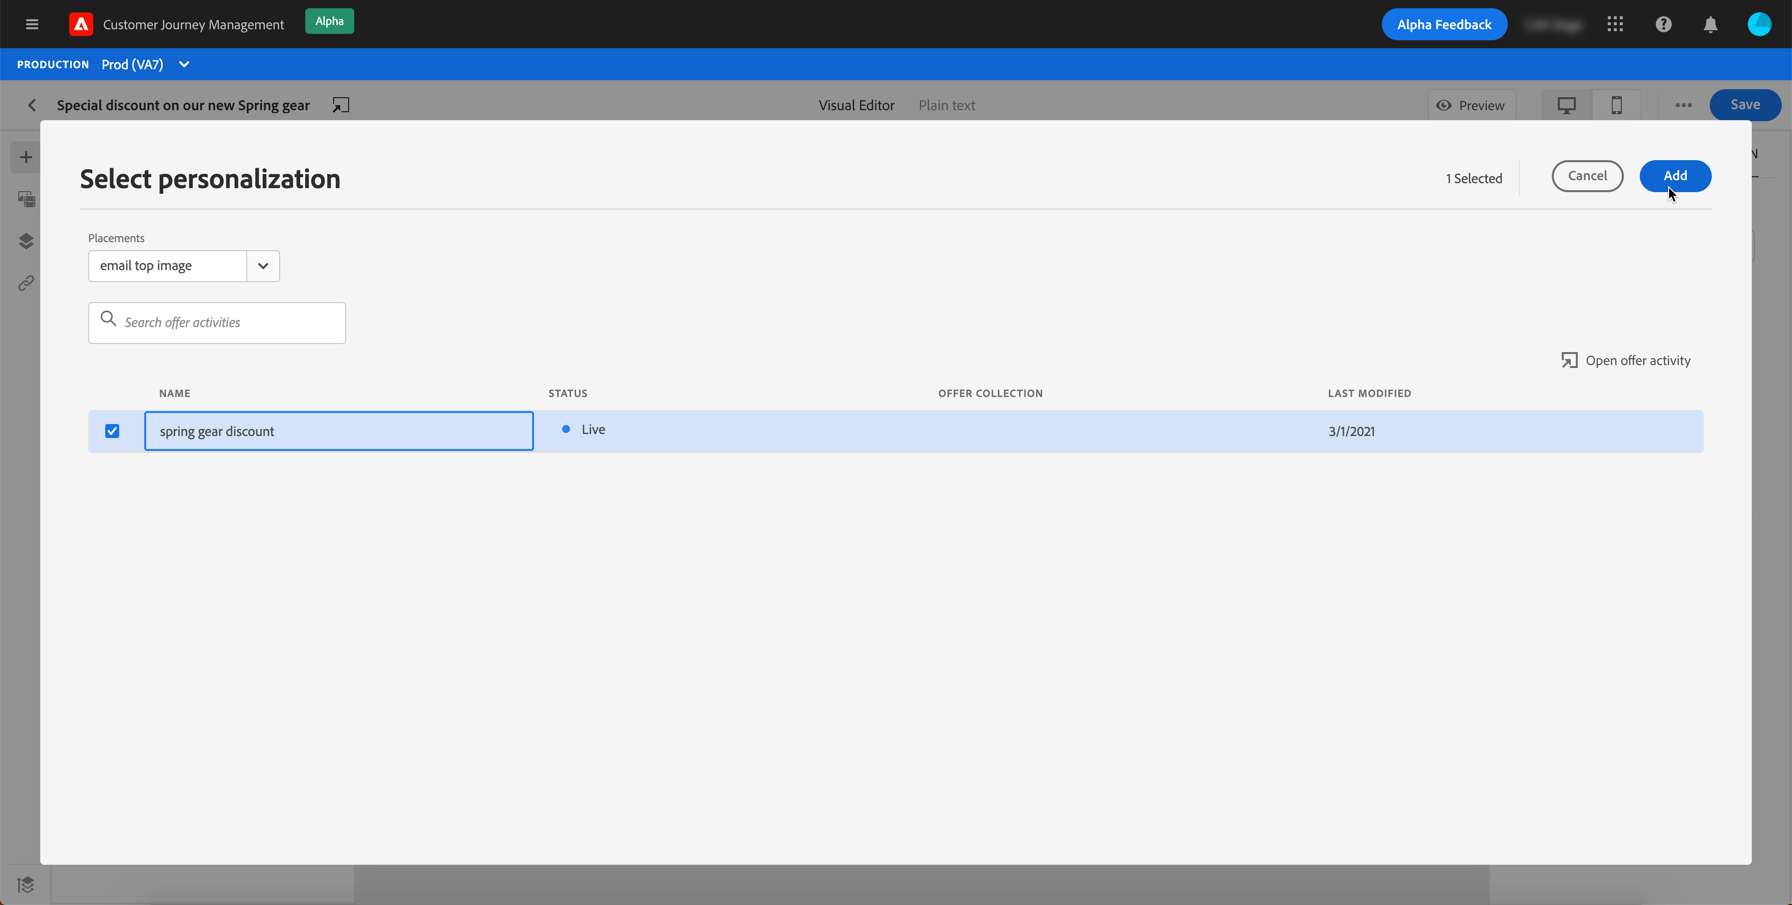 Customer Journey Management
Alpha
Alpha Feedback
PRODUCTION Prod (VA7)
Special discount on our new Spring gear
Visual Editor
Plain text
Preview
Save
Select personalization
1 Selected
Cancel
Add
Placements
email top image
Search offer activities
Open offer activity
NAME
STATUS
OFFER COLLECTION
LAST MODIFIED
spring gear discount
Live
3/1/2021